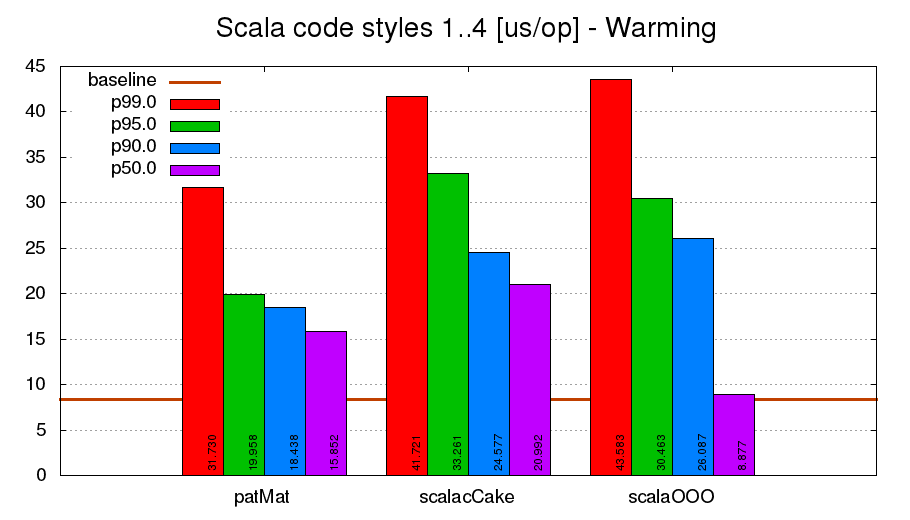 Scala code styles 1..4 [us/op] - Warming
45
40
35
30
25
20
15
10
5
0
baseline
p99.0
p95.0
p90.0
p50.0
31.730
19.958
18.438
15.852
41.721
33.261
24.577
20.992
43.583
30.463
26.087
8.877
patMat
scalacCake
scalaOOO